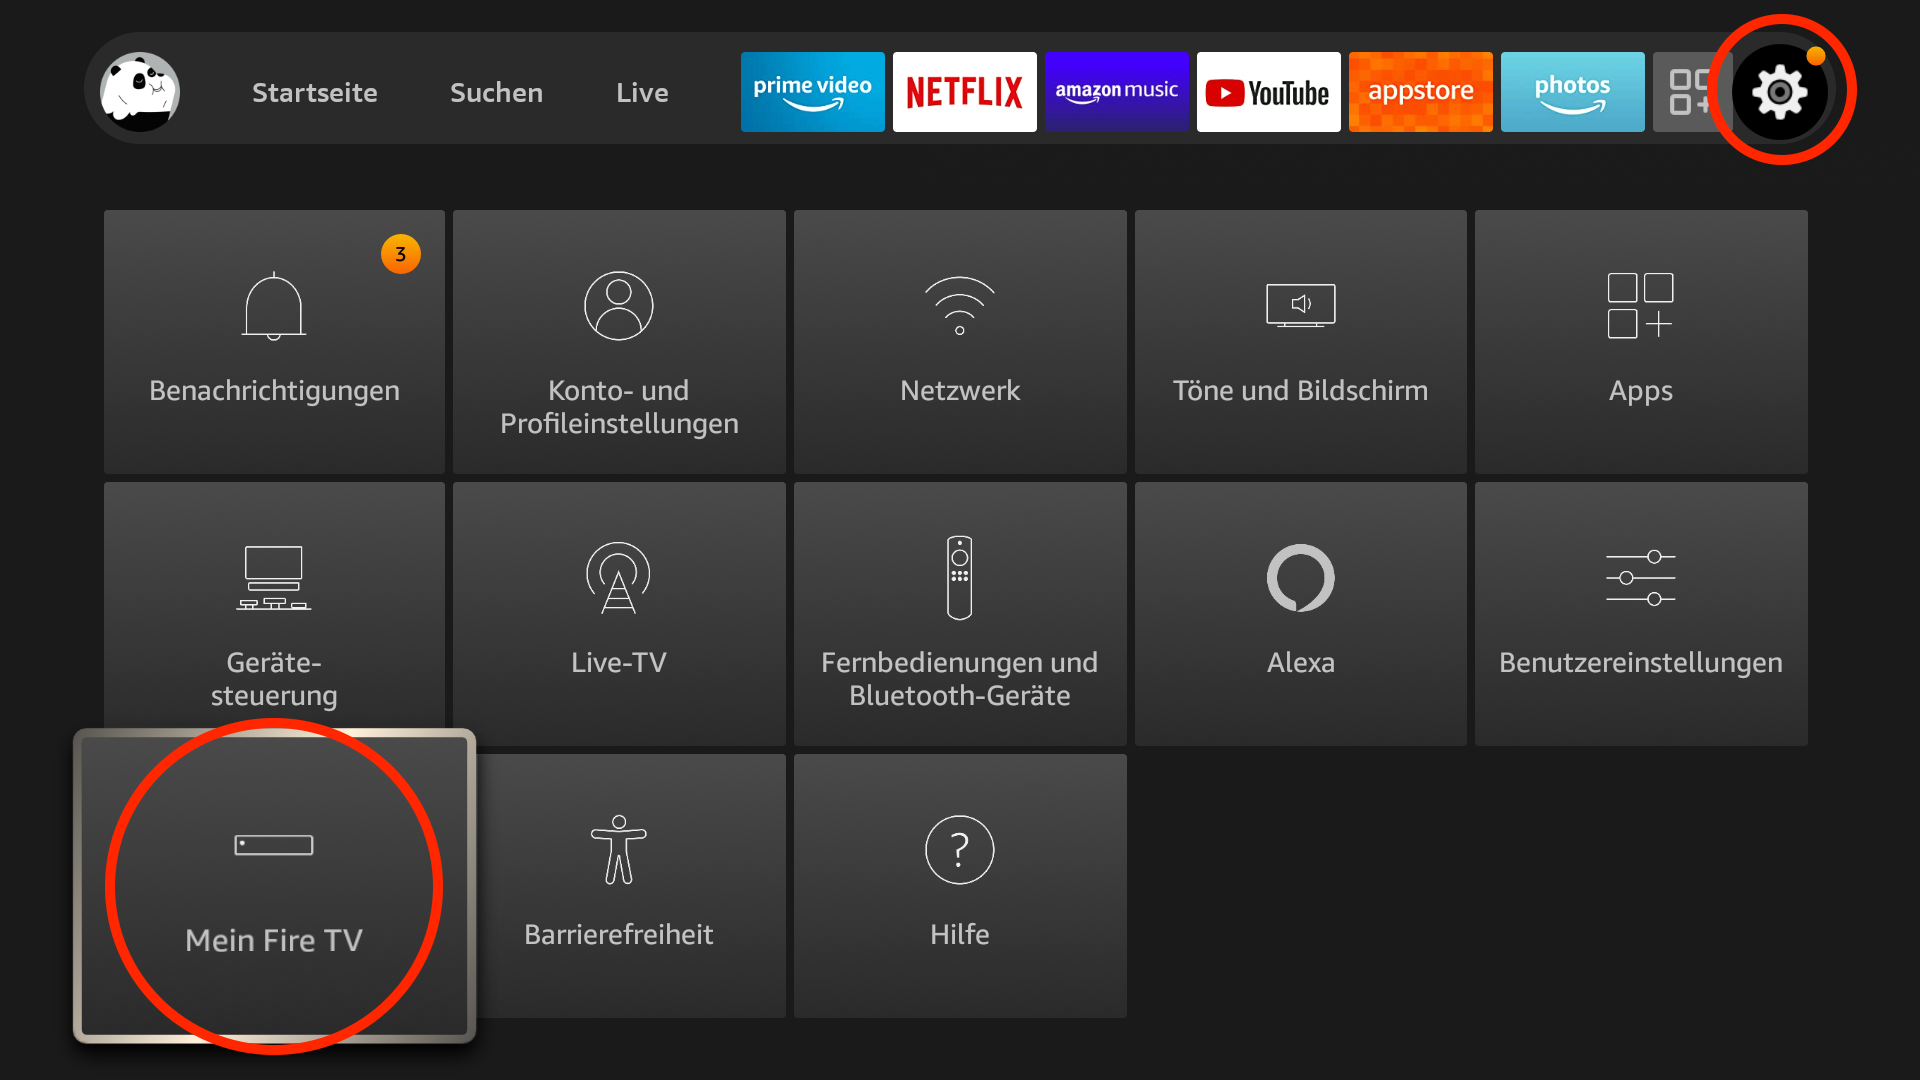 Startseite
Suchen
Live
prime video
NETFLIX
amazon music
YouTube
appstore
photos
3
Benachrichtigungen
Konto- und
Profileinstellungen
Netzwerk
Töne und Bildschirm
Apps
Geräte-
steuerung
Live-TV
Fernbedienungen und
Bluetooth-Geräte
Alexa
Benutzereinstellungen
Mein Fire TV
Barrierefreiheit
?
Hilfe